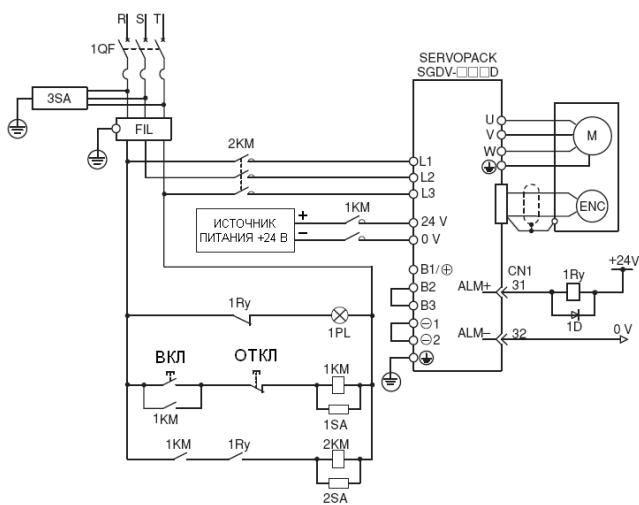 R S T
1QF
SERVOPACK
SGDV-□□□D
3SA
FIL
U
V
W
M
2KM
L1
L2
L3
ENC
ИСТОЧНИК
ПИТАНИЯ +24 В
+
−
1KM
24 V
0 V
B1/⊕
B2
B3
⊖1
⊖2
CN1
ALM+ 31
1Ry
+24V
1D
ALM− 32
0 V
1Ry
1PL
ВКЛ
ОТКЛ
1KM
1KM
1SA
1KM
1Ry
2KM
2SA